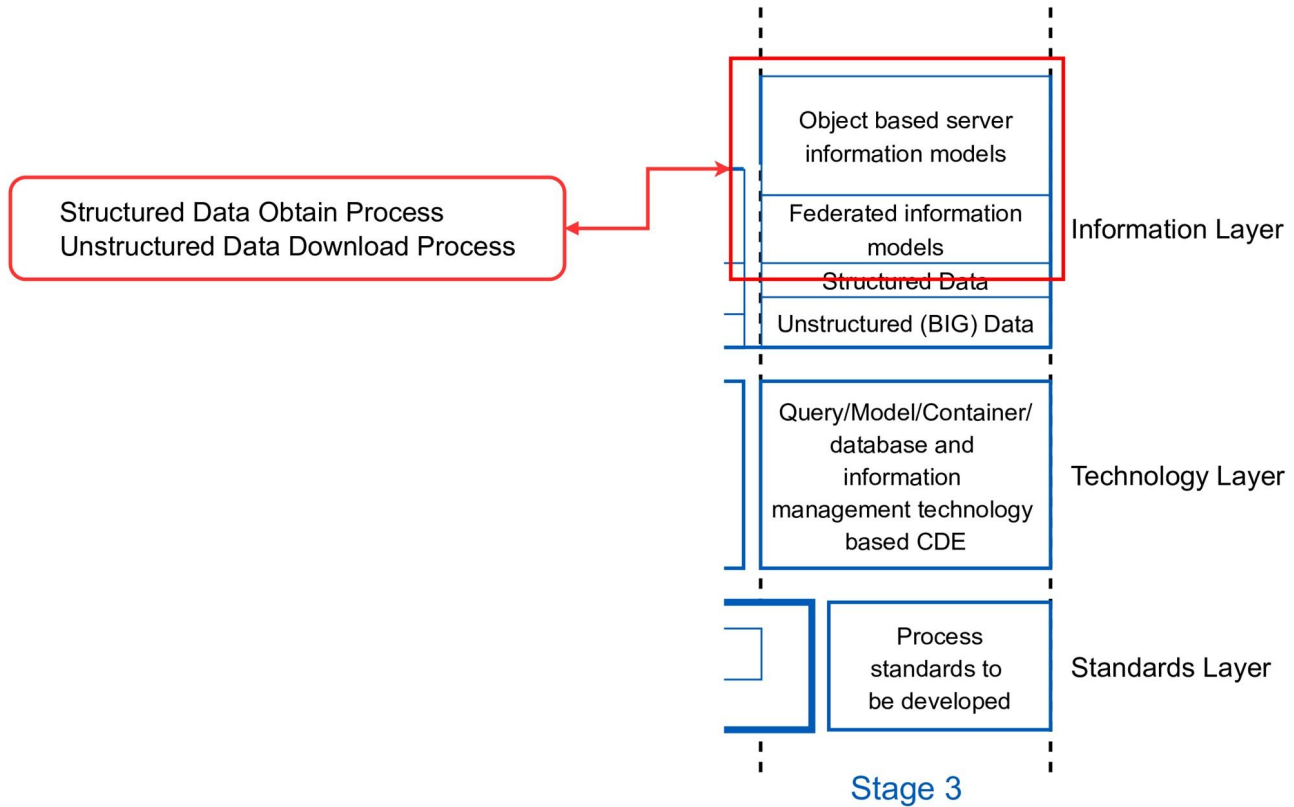 Object based server
information models
Structured Data Obtain Process
Unstructured Data Download Process
Federated information
models
Information Layer
Structured Data
Unstructured (BIG) Data
Query/Model/Container/
database and
information
management technology
based CDE
Technology Layer
Process
standards to
be developed
Standards Layer
Stage 3